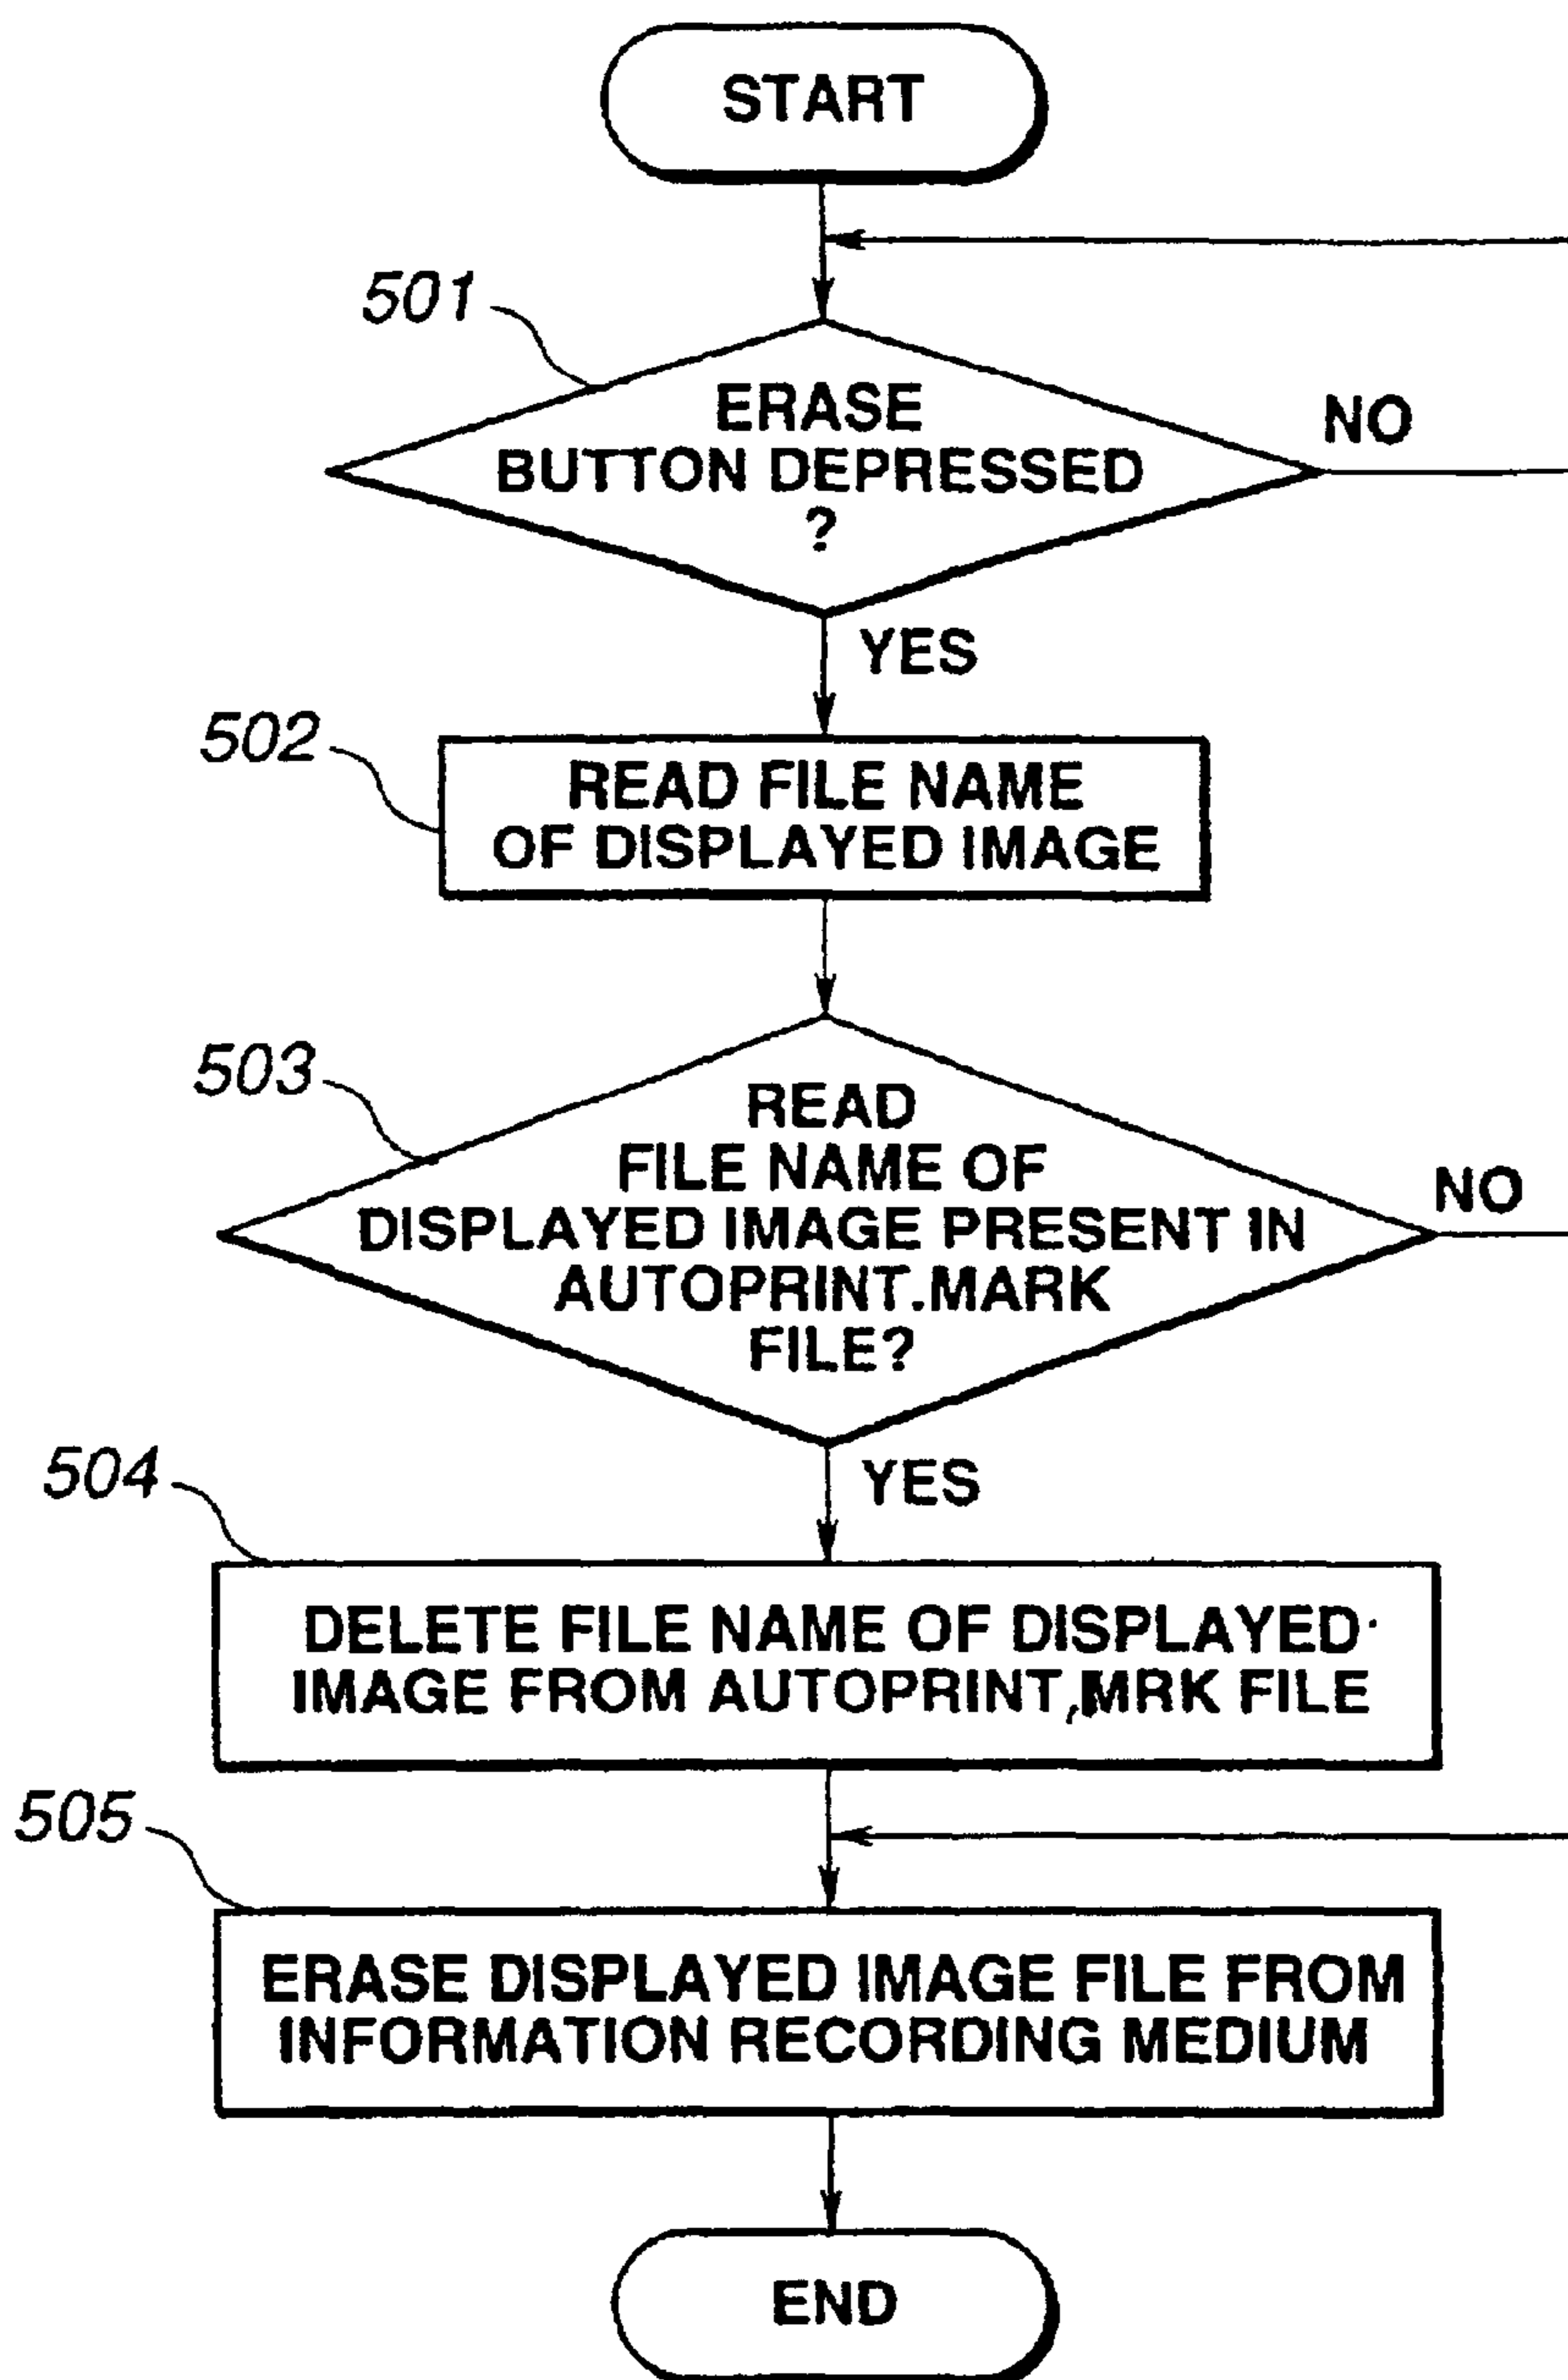 START
501
ERASE
BUTTON DEPRESSED
?
NO
YES
502
READ FILE NAME
OF DISPLAYED IMAGE
503
READ
FILE NAME OF
DISPLAYED IMAGE PRESENT IN
AUTOPRINT.MARK
FILE?
NO
YES
504
DELETE FILE NAME OF DISPLAYED
IMAGE FROM AUTOPRINT,MRK FILE
505
ERASE DISPLAYED IMAGE FILE FROM
INFORMATION RECORDING MEDIUM
END